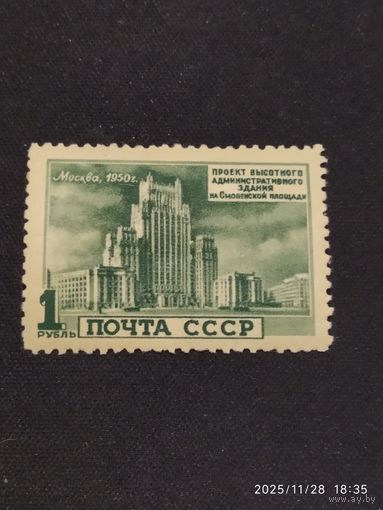 Москва, 1950г.
ПРОЕКТ ВЫСОТНОГО
АДМИНИСТРАТИВНОГО
ЗДАНИЯ
НА СМОЛЕНСКОЙ ПЛОЩАДИ
1
РУБЛЬ
ПОЧТА СССР
2025/11/28 18:35
ay.by